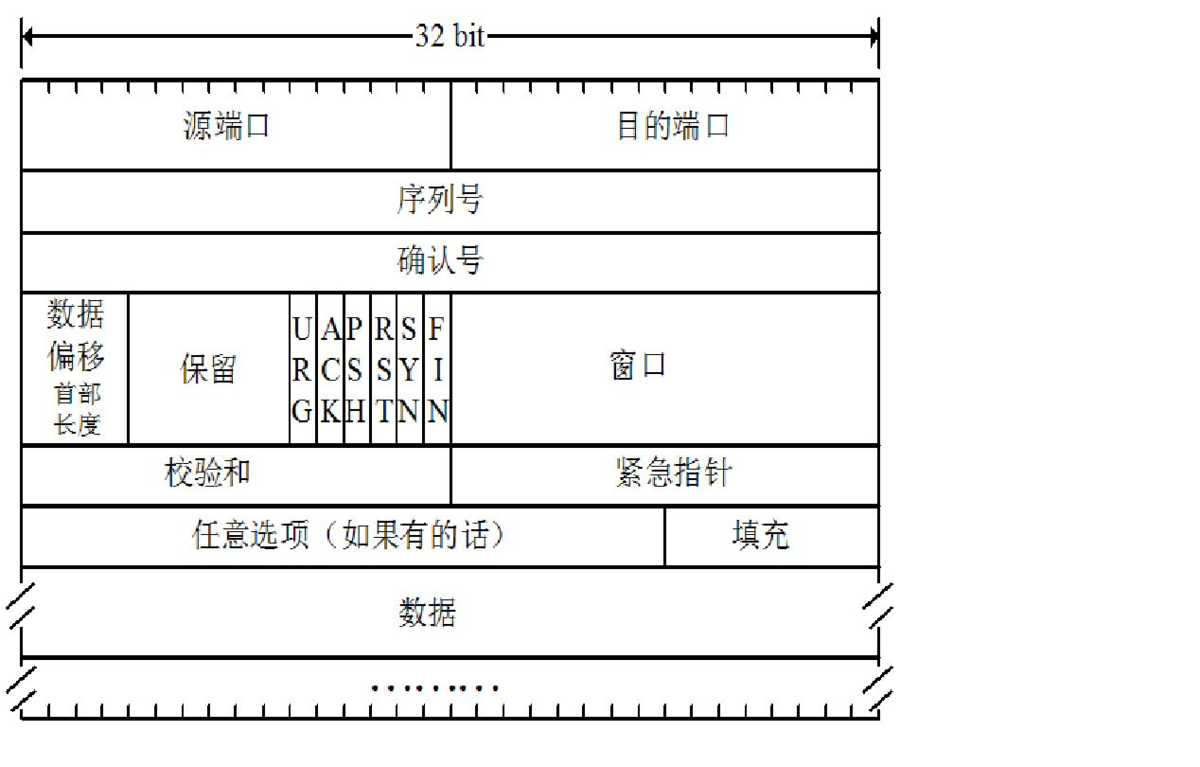 32 bit
源端口 目的端口
序列号
确认号
数据
偏移
首部
长度
保留
URG ACK PSH RST SYN FIN
窗口
校验和 紧急指针
任意选项（如果有的话） 填充
数据
………